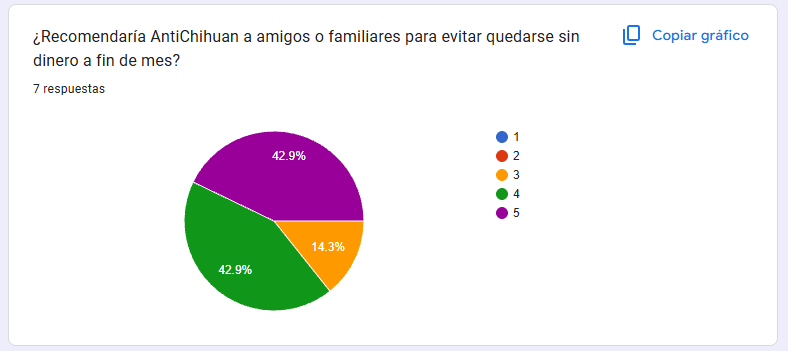 ¿Recomendaría AntiChihuan a amigos o familiares para evitar quedarse sin
dinero a fin de mes?
Copiar gráfico
7 respuestas
42.9%
14.3%
42.9%
1
2
3
4
5